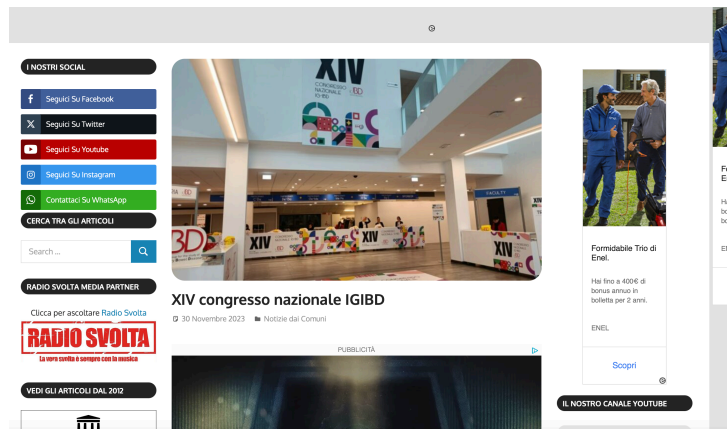 I NOSTRI SOCIAL
Seguici Su Facebook
Seguici Su Twitter
Seguici Su Youtube
Seguici Su Instagram
Contattaci Su WhatsApp
CERCA TRA GLI ARTICOLI
Search ...
RADIO SVOLTA MEDIA PARTNER
Clicca per ascoltare Radio Svolta
RADIO SVOLTA
La vera svolta è sempre con la musica
VEDI GLI ARTICOLI DAL 2012
XIV
CONGRESSO
NAZIONALE
IG-IBD
FACULTY
XIV
XIV
XIV congresso nazionale IGIBD
30 Novembre 2023 Notizie dai Comuni
PUBBLICITÀ
Formidabile Trio di
Enel.
Hai fino a 400€ di
bonus annuo in
bolletta per 2 anni.
ENEL
Scopri
IL NOSTRO CANALE YOUTUBE